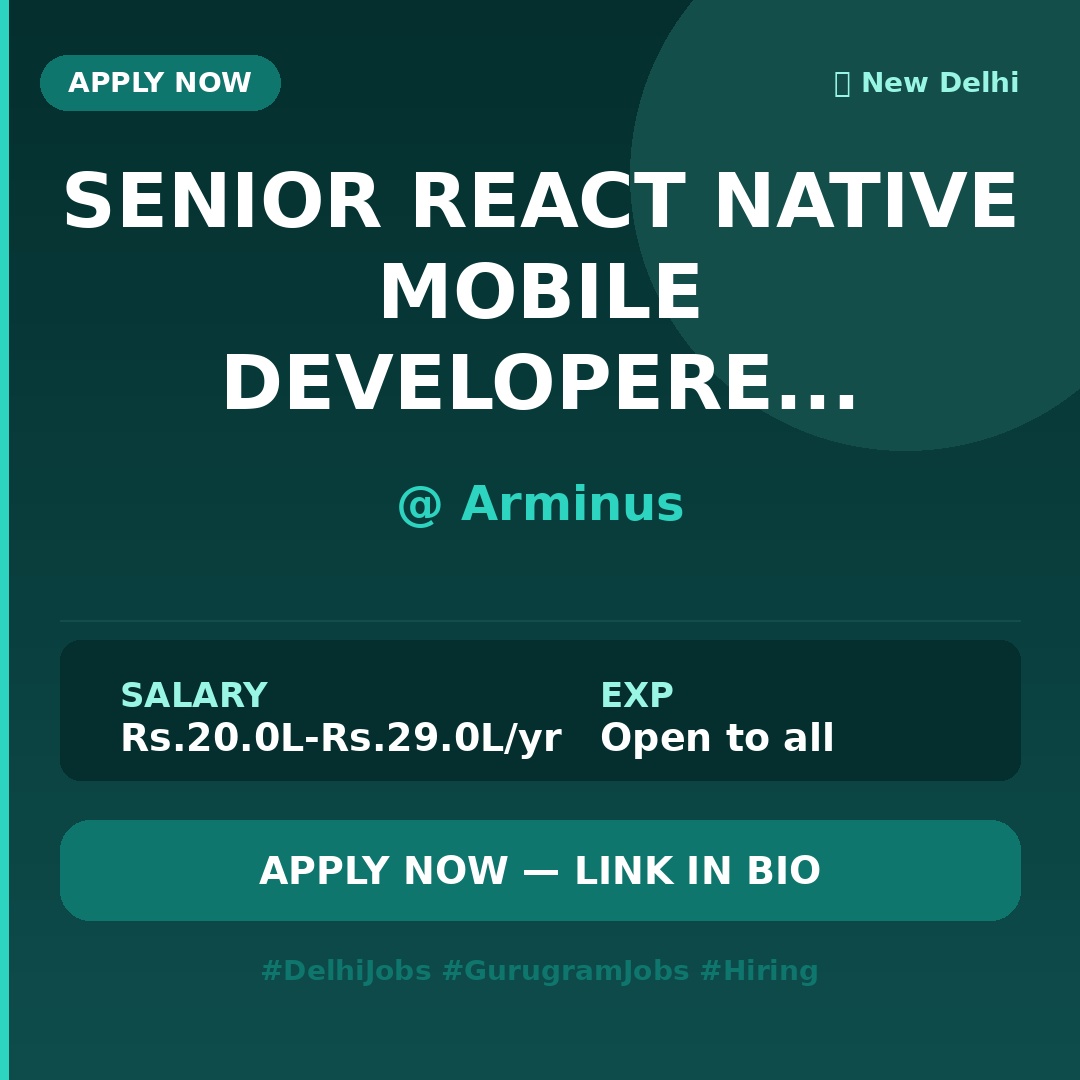 APPLY NOW
▯ New Delhi
SENIOR REACT NATIVE
MOBILE
DEVELOPERE...
@ Arminus
SALARY
EXP
Rs.20.0L-Rs.29.0L/yr
Open to all
APPLY NOW — LINK IN BIO
#DelhiJobs #GurugramJobs #Hiring